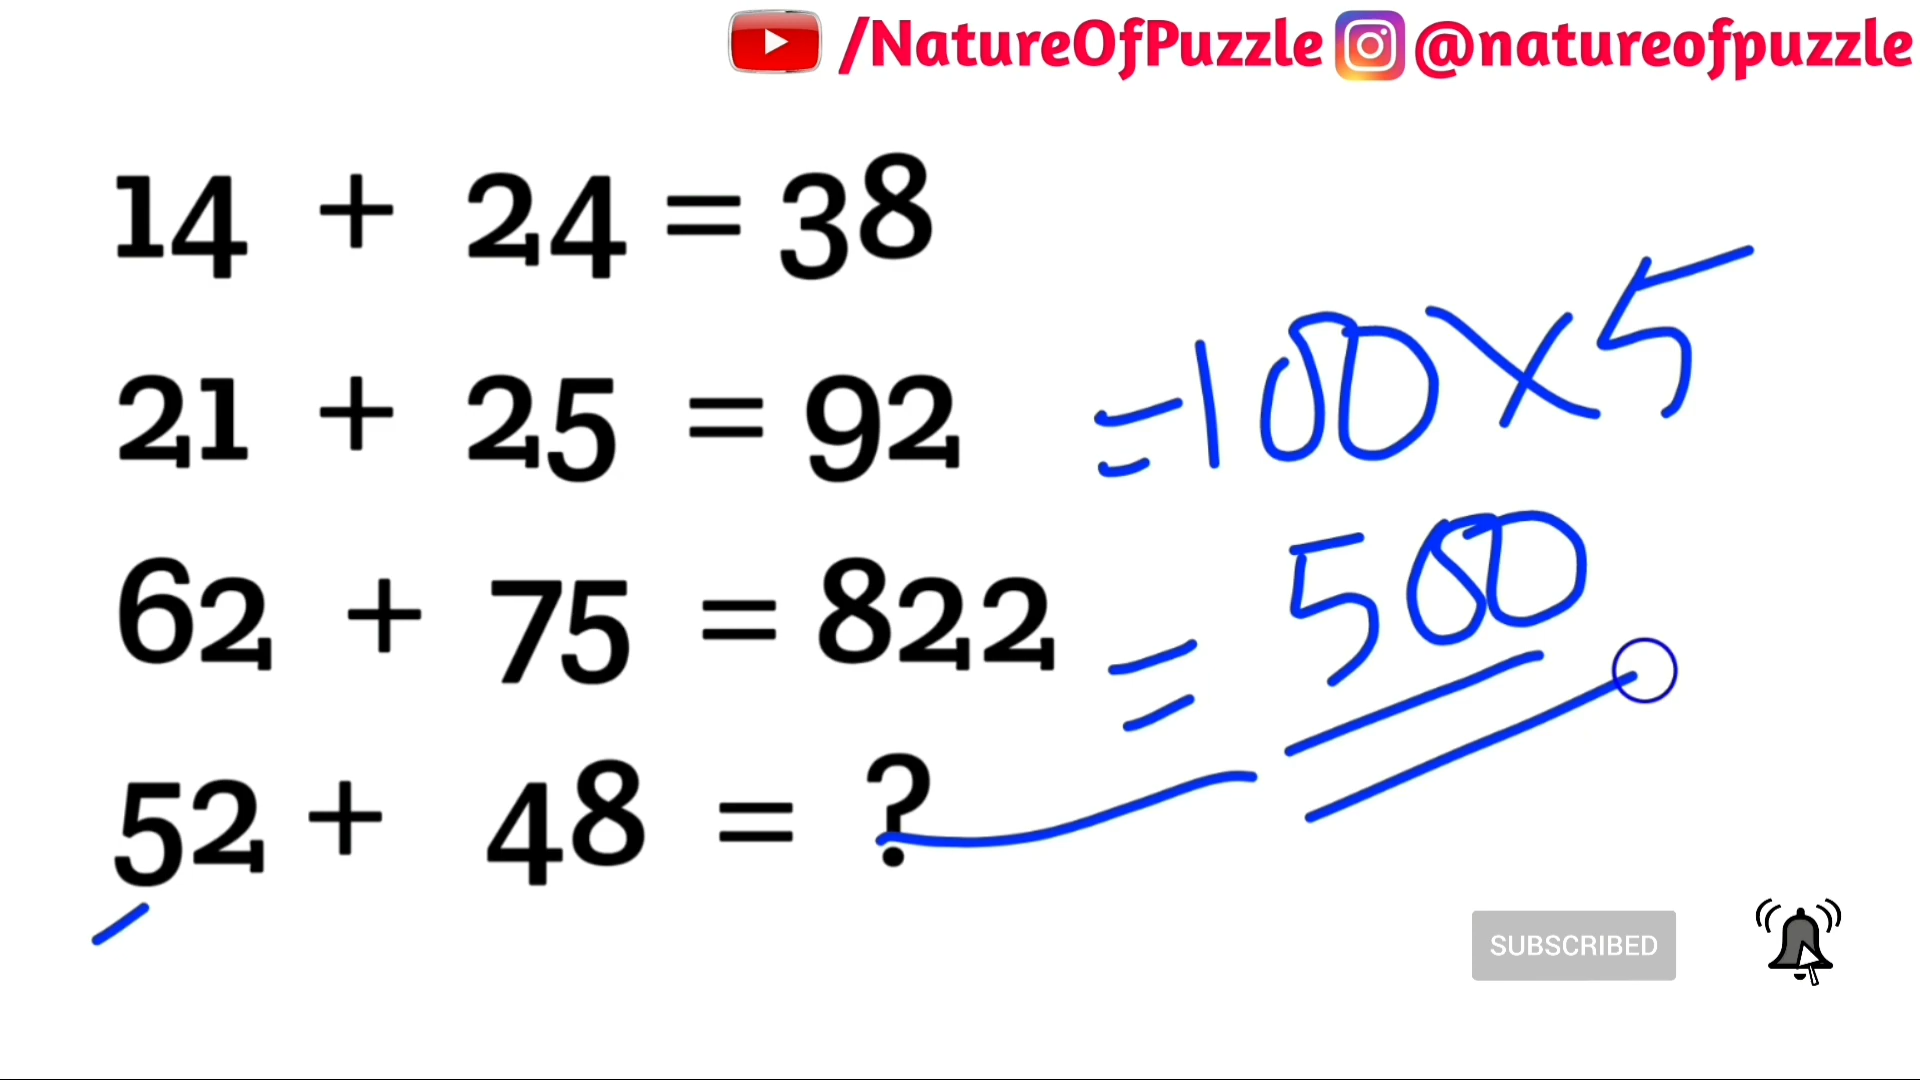 /NatureOfPuzzle @natureofpuzzle
14 + 24 = 38
21 + 25 = 92
= 100 × 5
62 + 75 = 822
= 500
52 + 48 = ?
SUBSCRIBED